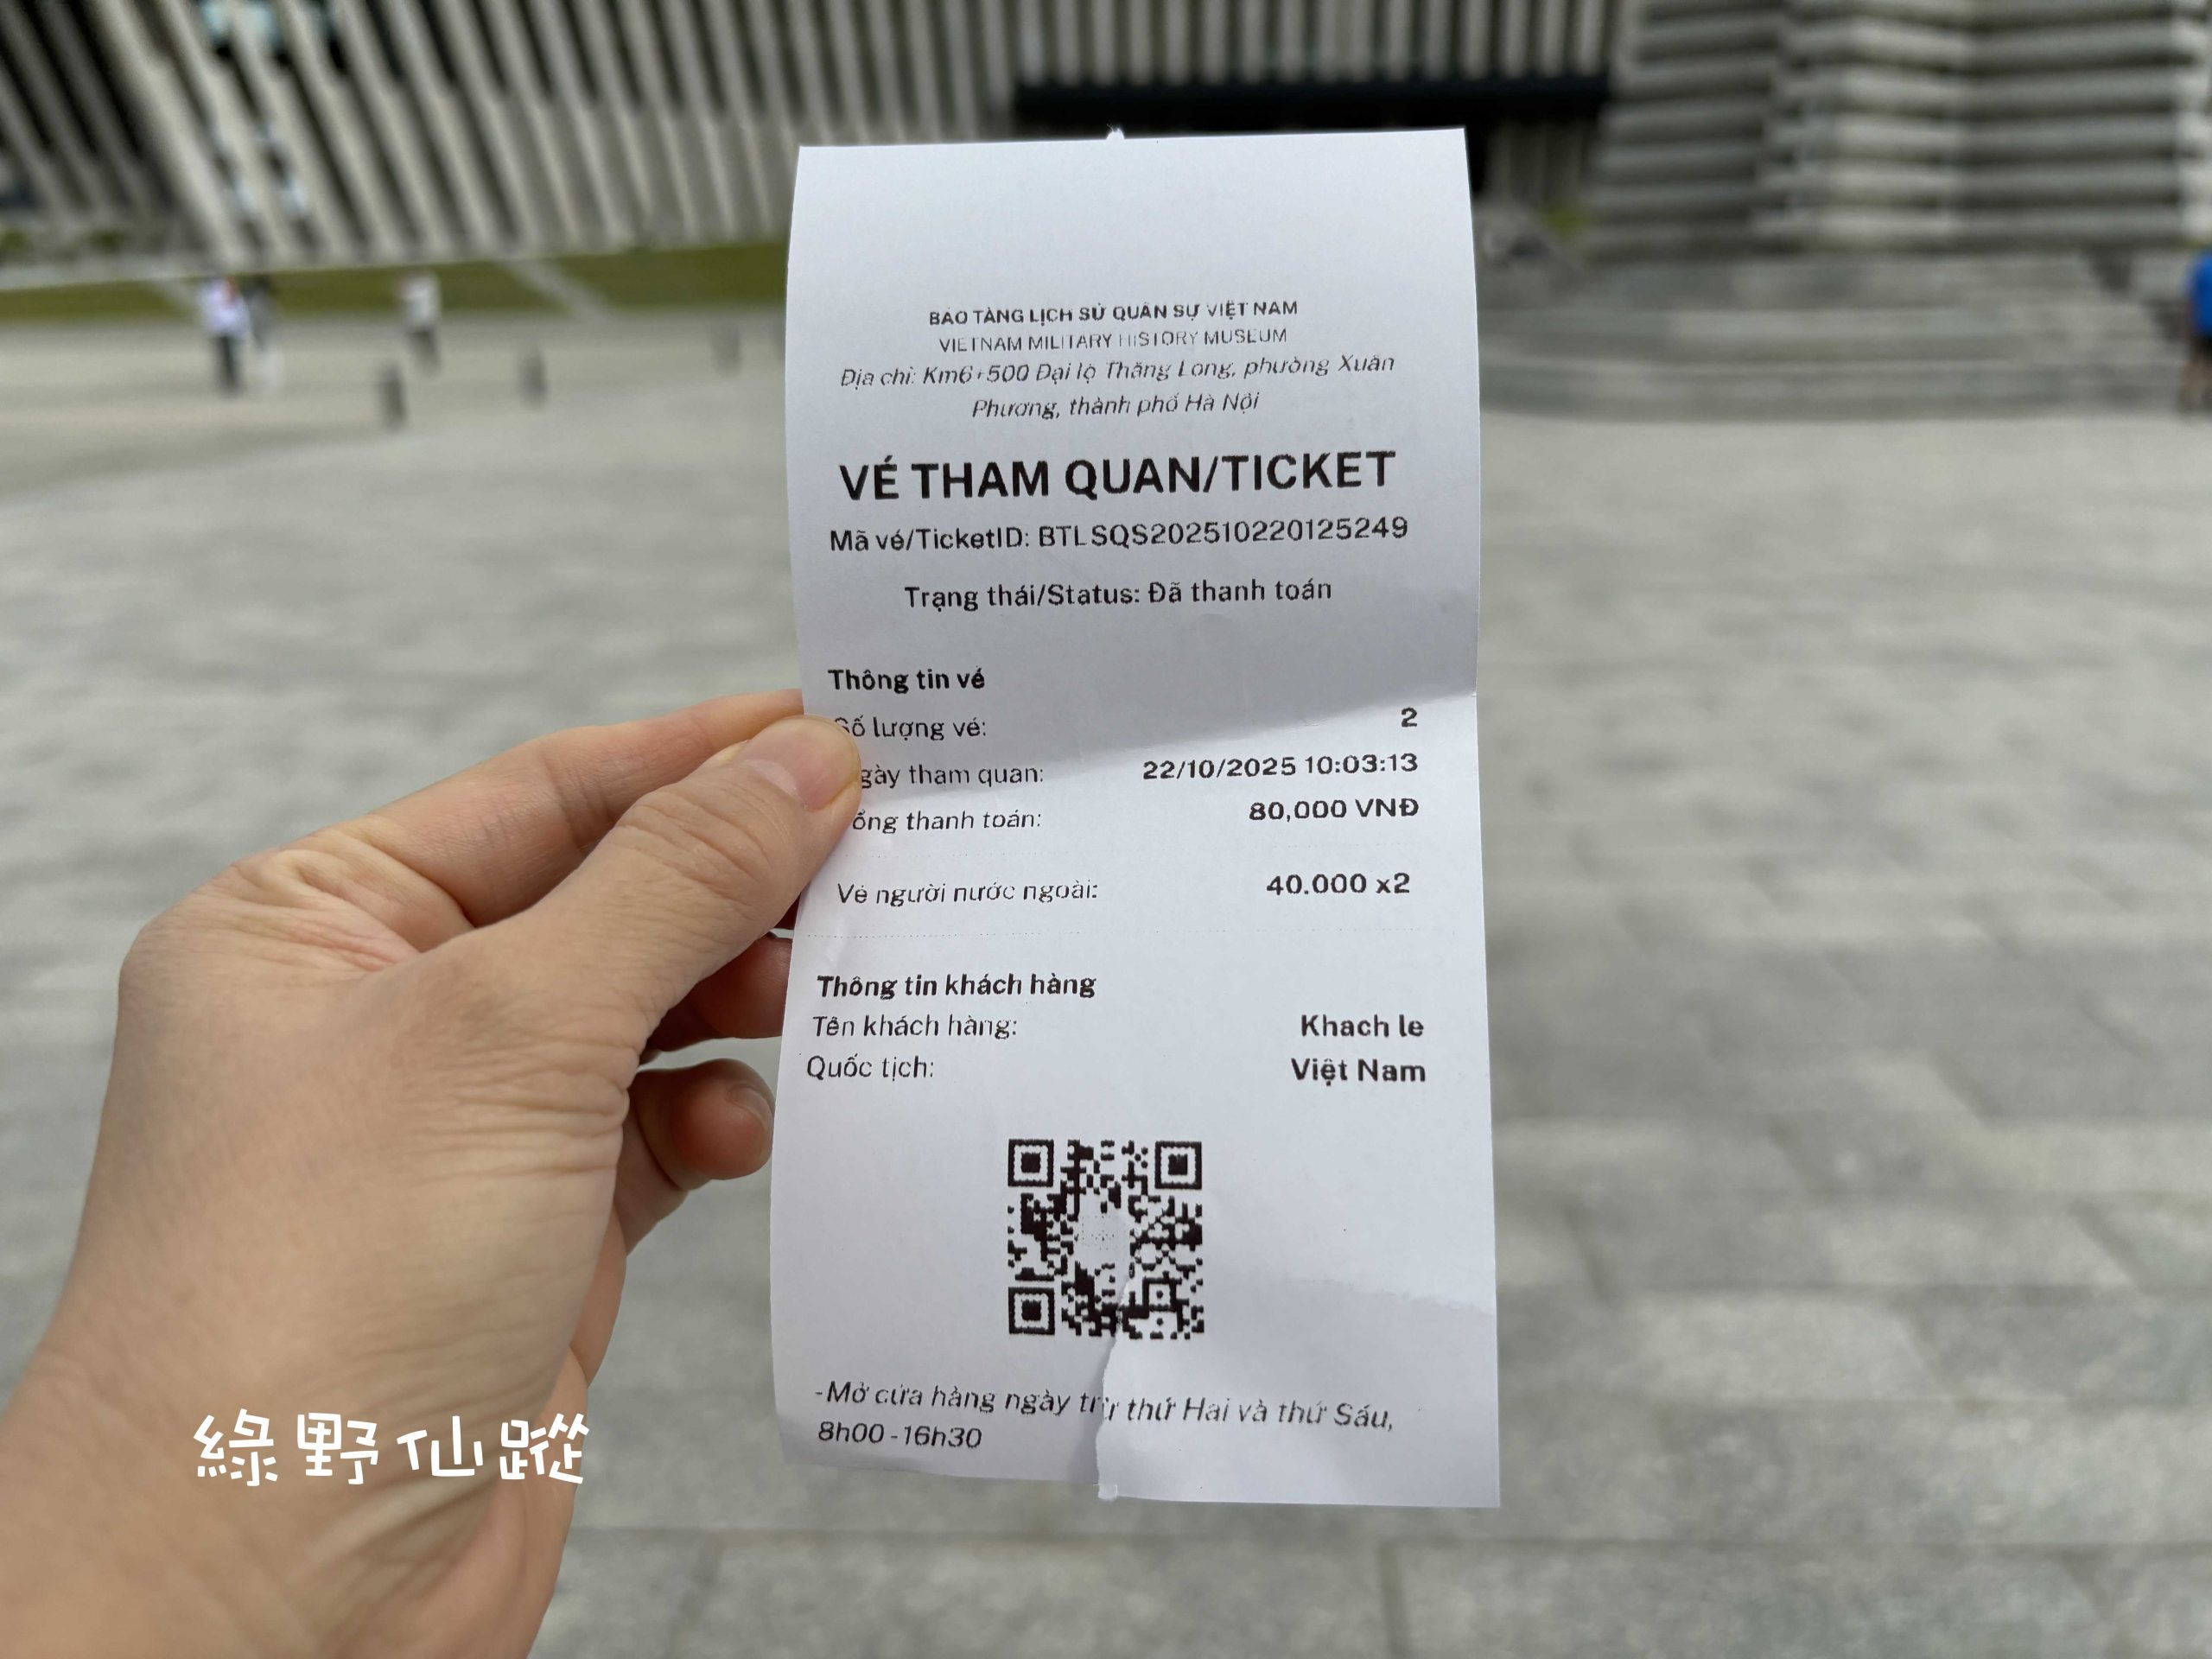 BẢO TÀNG LỊCH SỬ QUÂN SỰ VIỆT NAM
VIETNAM MILITARY HISTORY MUSEUM
Địa chỉ: Km6+500 Đại lộ Thăng Long, phường Xuân
Phương, thành phố Hà Nội
VÉ THAM QUAN/TICKET
Mã vé/TicketID: BTLSQS202510220125249
Trạng thái/Status: Đã thanh toán
Thông tin vé
Số lượng vé: 2
gày tham quan: 22/10/2025 10:03:13
ổng thanh toán: 80,000 VNĐ
Vé người nước ngoài: 40.000 x2
Thông tin khách hàng
Tên khách hàng: Khach le
Quốc tịch: Việt Nam
-Mở cửa hàng ngày trừ thứ Hai và thứ Sáu,
8h00 - 16h30
綠野仙蹤